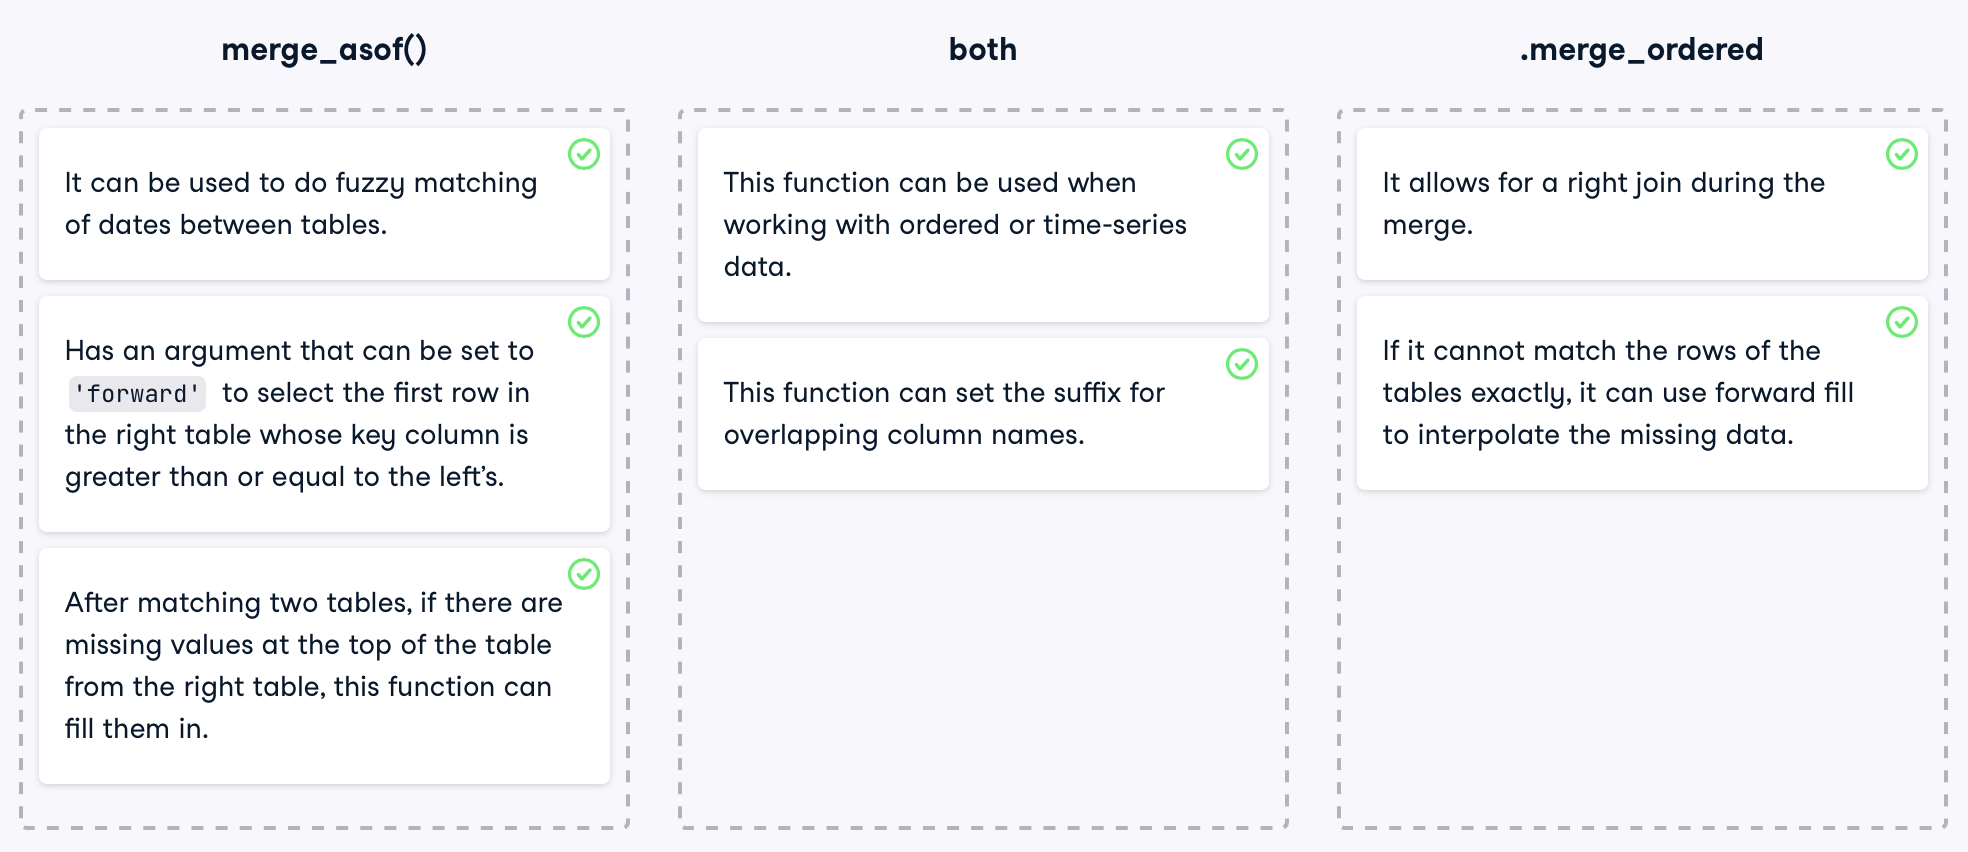 merge_asof()
It can be used to do fuzzy matching
of dates between tables.
Has an argument that can be set to
'forward' to select the first row in
the right table whose key column is
greater than or equal to the left’s.
After matching two tables, if there are
missing values at the top of the table
from the right table, this function can
fill them in.
both
This function can be used when
working with ordered or time-series
data.
This function can set the suffix for
overlapping column names.
.merge_ordered
It allows for a right join during the
merge.
If it cannot match the rows of the
tables exactly, it can use forward fill
to interpolate the missing data.